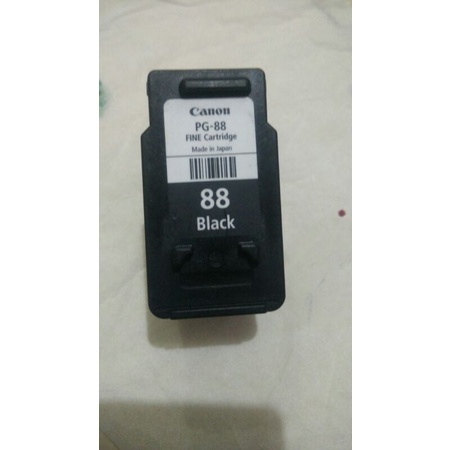 Canon
PG-88
FINE Cartridge
Made in Japan
88
Black